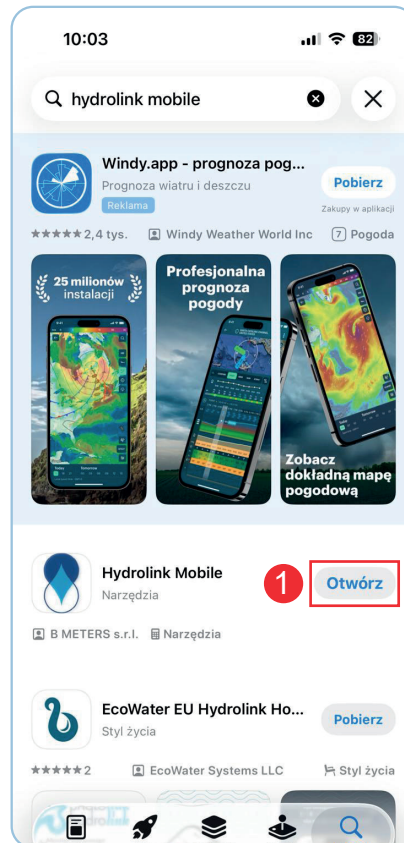 10:03
82
hydrolink mobile
Windy.app - prognoza pog...
Prognoza wiatru i deszczu
Reklama
Pobierz
Zakupy w aplikacji
★★★★★ 2,4 tys.
Windy Weather World Inc
7 Pogoda
25 milionów
instalacji
Profesjonalna
prognoza
pogody
Zobacz
dokładną mapę
pogodową
Hydrolink Mobile
Narzędzia
1
Otwórz
B METERS s.r.l.
Narzędzia
EcoWater EU Hydrolink Ho...
Styl życia
Pobierz
★★★★★ 2
EcoWater Systems LLC
Styl życia